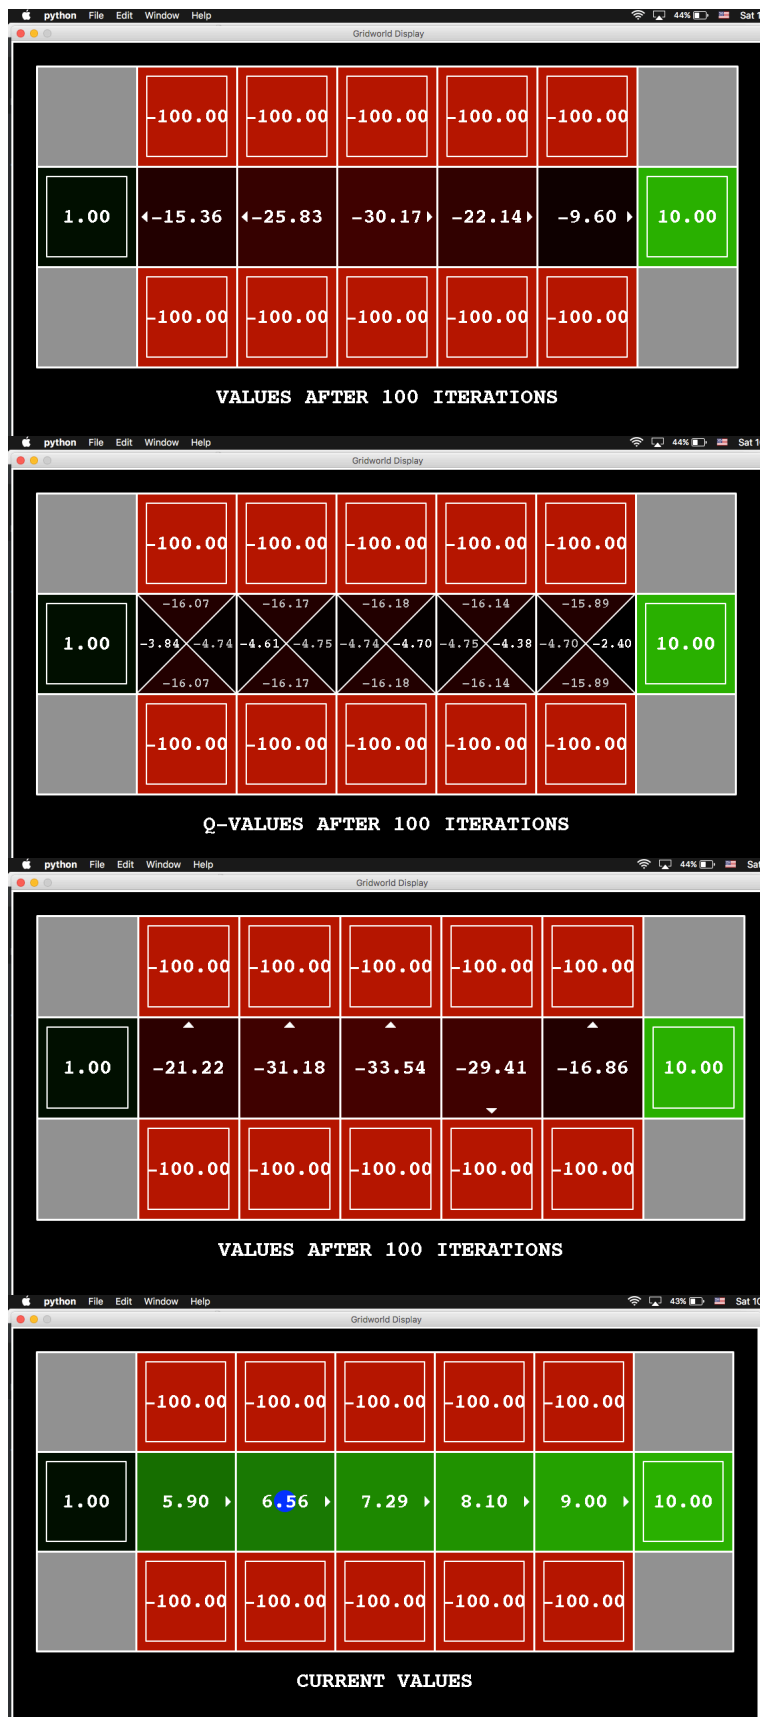 python File Edit Window Help 44% Sat 1
Gridworld Display
-100.00 -100.00 -100.00 -100.00 -100.00
1.00 -15.36 -25.83 -30.17 -22.14 -9.60 10.00
-100.00 -100.00 -100.00 -100.00 -100.00
VALUES AFTER 100 ITERATIONS
python File Edit Window Help 44% Sat 1
Gridworld Display
-100.00 -100.00 -100.00 -100.00 -100.00
-16.07 -16.17 -16.18 -16.14 -15.89
1.00 -3.84 -4.74 -4.61 -4.75 -4.74 -4.70 -4.75 -4.38 -4.70 -2.40 10.00
-16.07 -16.17 -16.18 -16.14 -15.89
-100.00 -100.00 -100.00 -100.00 -100.00
Q-VALUES AFTER 100 ITERATIONS
python File Edit Window Help 44% Sat
Gridworld Display
-100.00 -100.00 -100.00 -100.00 -100.00
1.00 -21.22 -31.18 -33.54 -29.41 -16.86 10.00
-100.00 -100.00 -100.00 -100.00 -100.00
VALUES AFTER 100 ITERATIONS
python File Edit Window Help 43% Sat 10
Gridworld Display
-100.00 -100.00 -100.00 -100.00 -100.00
1.00 5.90 6.56 7.29 8.10 9.00 10.00
-100.00 -100.00 -100.00 -100.00 -100.00
CURRENT VALUES